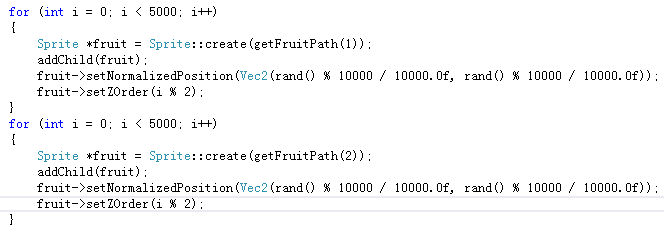 for (int i = 0; i < 5000; i++)
{
    Sprite *fruit = Sprite::create(getFruitPath(1));
    addChild(fruit);
    fruit->setNormalizedPosition(Vec2(rand() % 10000 / 10000.0f, rand() % 10000 / 10000.0f));
    fruit->setZOrder(i % 2);
}
for (int i = 0; i < 5000; i++)
{
    Sprite *fruit = Sprite::create(getFruitPath(2));
    addChild(fruit);
    fruit->setNormalizedPosition(Vec2(rand() % 10000 / 10000.0f, rand() % 10000 / 10000.0f));
    fruit->setZOrder(i % 2);
}